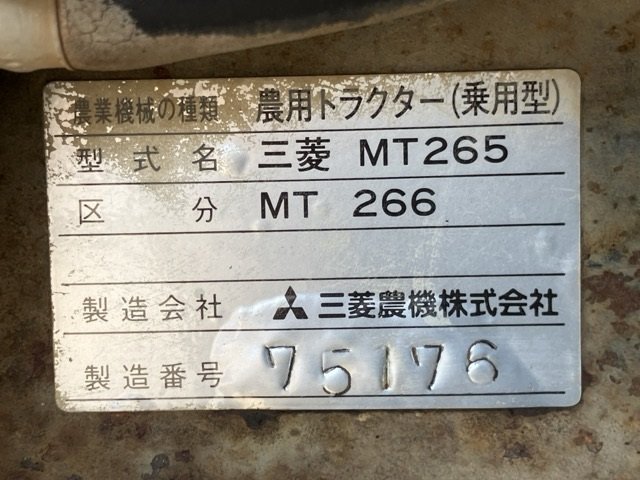 農業機械の種類 農用トラクター(乗用型)
型式名 三菱 MT265
区分 MT 266
製造会社 三菱農機株式会社
製造番号 75176